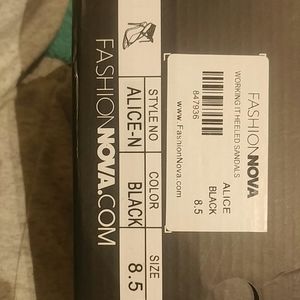 FASHIONNOVA.COM
STYLE NO
COLOR
SIZE
ALICE-N
BLACK
8.5
FASHIONNOVA
WORKING IT HEELED SANDALS
847936
www.FashionNova.com
ALICE
BLACK
8.5